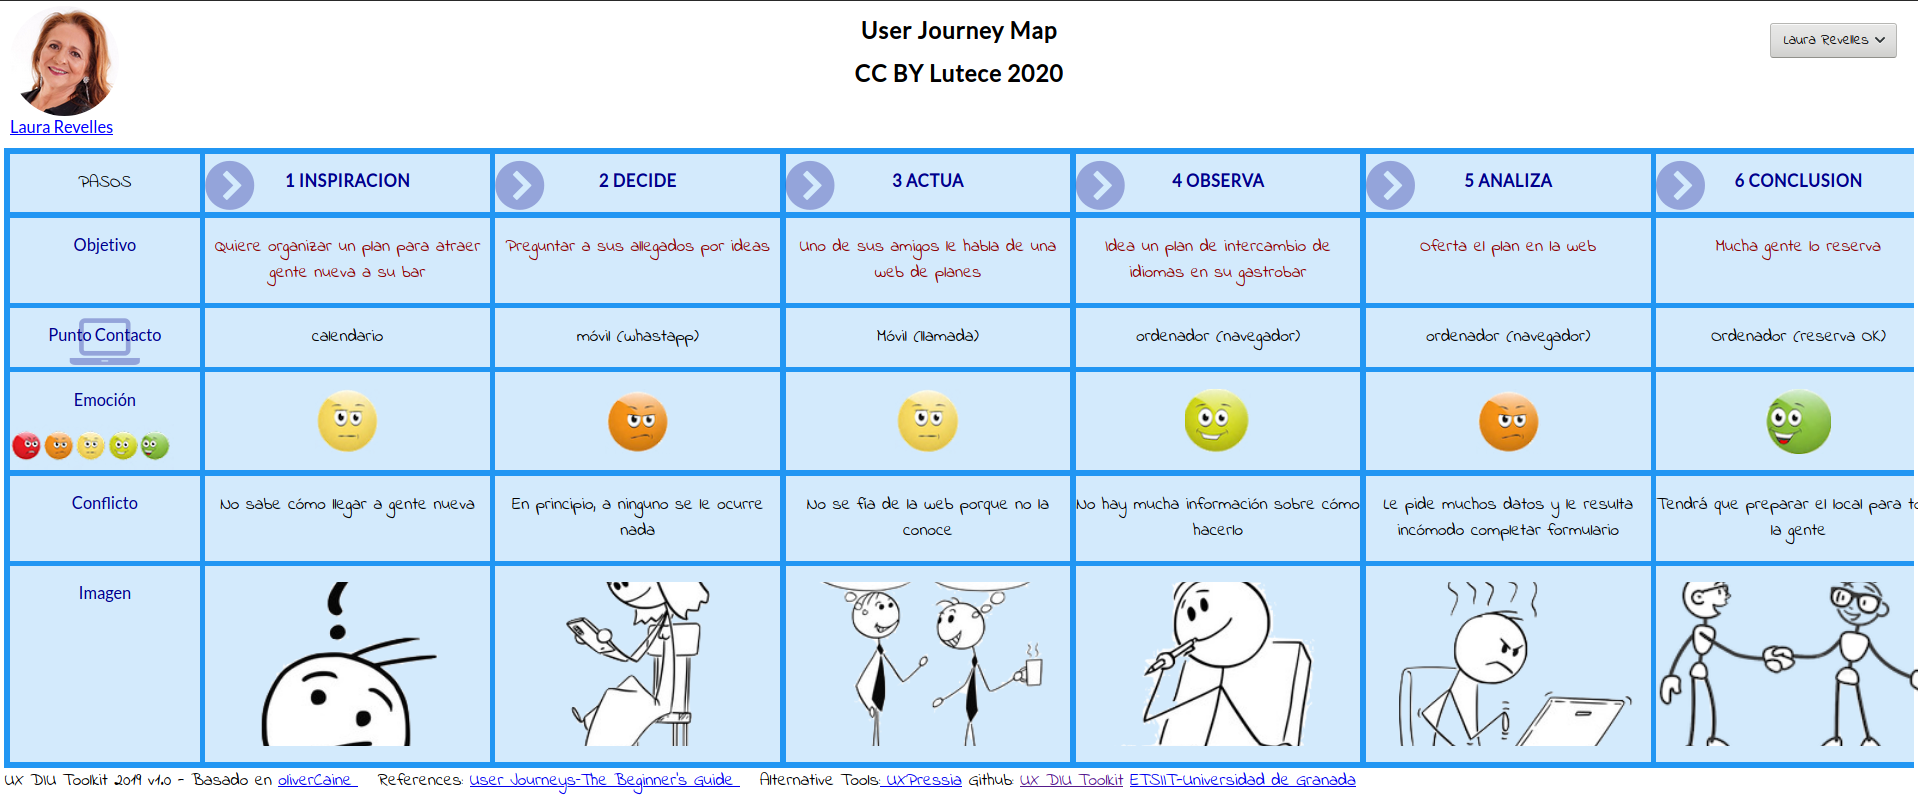 User Journey Map
CC BY Lutece 2020
Laura Revelles
Laura Revelles
PASOS
1 INSPIRACION
2 DECIDE
3 ACTUA
4 OBSERVA
5 ANALIZA
6 CONCLUSION
Objetivo
Quiere organizar un plan para atraer
gente nueva a su bar
Preguntar a sus allegados por ideas
Uno de sus amigos le habla de una
web de planes
Idea un plan de intercambio de
idiomas en su gastrobar
Oferta el plan en la web
Mucha gente lo reserva
Punto Contacto
calendario
móvil (whastapp)
Móvil (llamada)
ordenador (navegador)
ordenador (navegador)
Ordenador (reserva OK)
Emoción
Conflicto
No sabe cómo llegar a gente nueva
En principio, a ninguno se le ocurre
nada
No se fía de la web porque no la
conoce
No hay mucha información sobre cómo
hacerlo
Le pide muchos datos y le resulta
incómodo completar formulario
Tendrá que preparar el local para
la gente
Imagen
UX DIU Toolkit 2019 v1.0 - Basado en oliverCaine References: User Journeys-The Beginner's Guide Alternative Tools: UXPressia Github: UX DIU Toolkit ETSIIT-Universidad de Granada